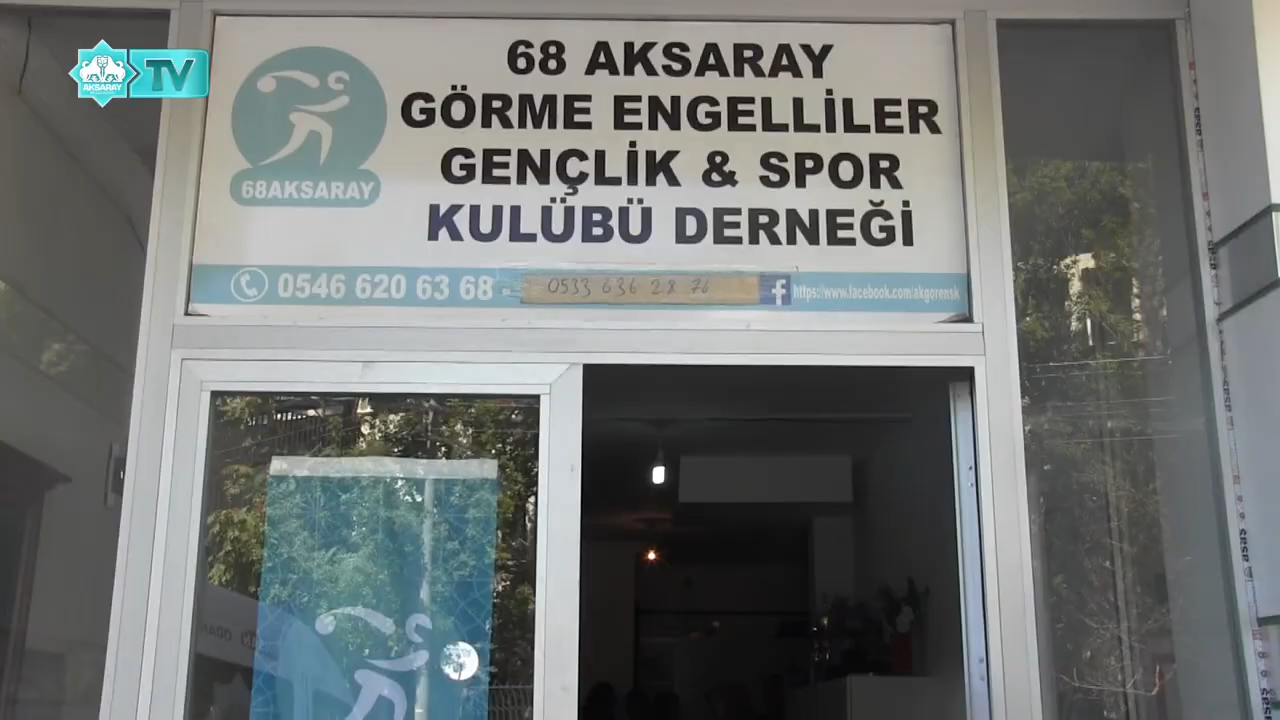 AKSARAY
TV
68 AKSARAY
GÖRME ENGELLİLER
GENÇLİK & SPOR
KULÜBÜ DERNEĞİ
68AKSARAY
0546 620 63 68 - 0533 636 28 76
https://www.facebook.com/akgorensk